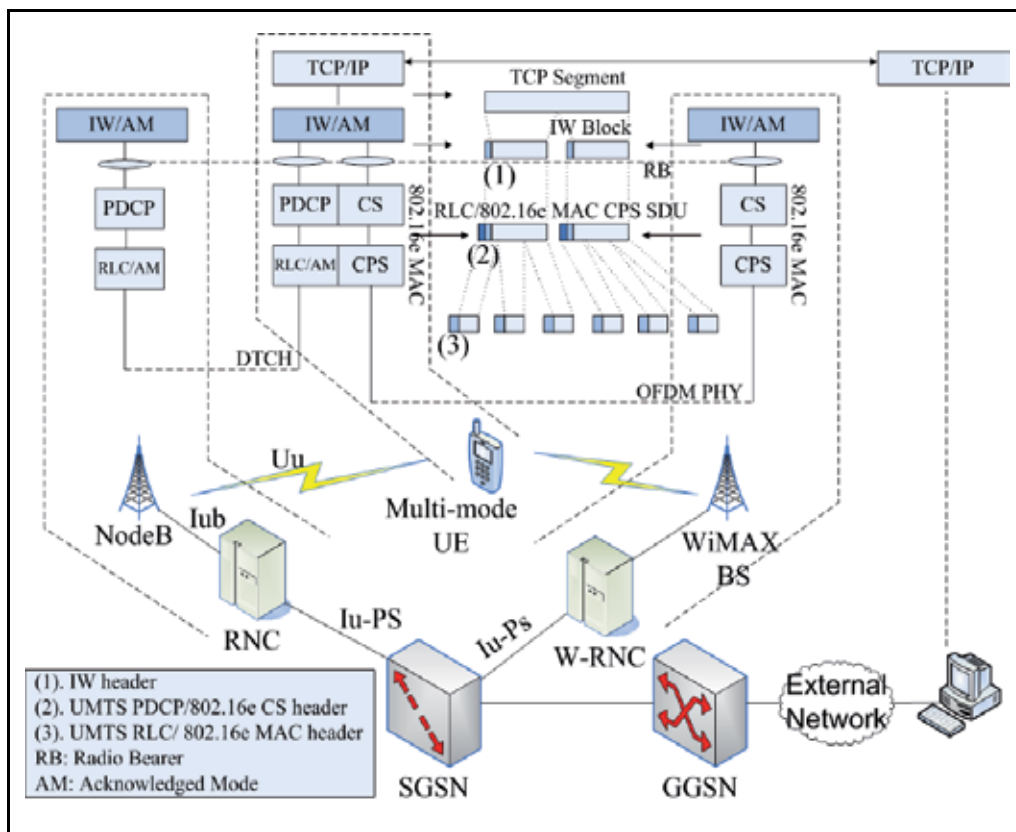 TCP/IP
TCP/IP
TCP Segment
IW/AM
IW/AM
IW Block
IW/AM
(1)
RB
PDCP
PDCP
CS
802.16e MAC
CS
802.16e MAC
RLC/802.16e MAC CPS SDU
(2)
RLC/AM
RLC/AM
CPS
CPS
(3)
DTCH
OFDM PHY
Uu
NodeB
Iub
Multi-mode
UE
WiMAX
BS
RNC
Iu-PS
Iu-Ps
W-RNC
External
Network
SGSN
GGSN
(1). IW header
(2). UMTS PDCP/802.16e CS header
(3). UMTS RLC/ 802.16e MAC header
RB: Radio Bearer
AM: Acknowledged Mode